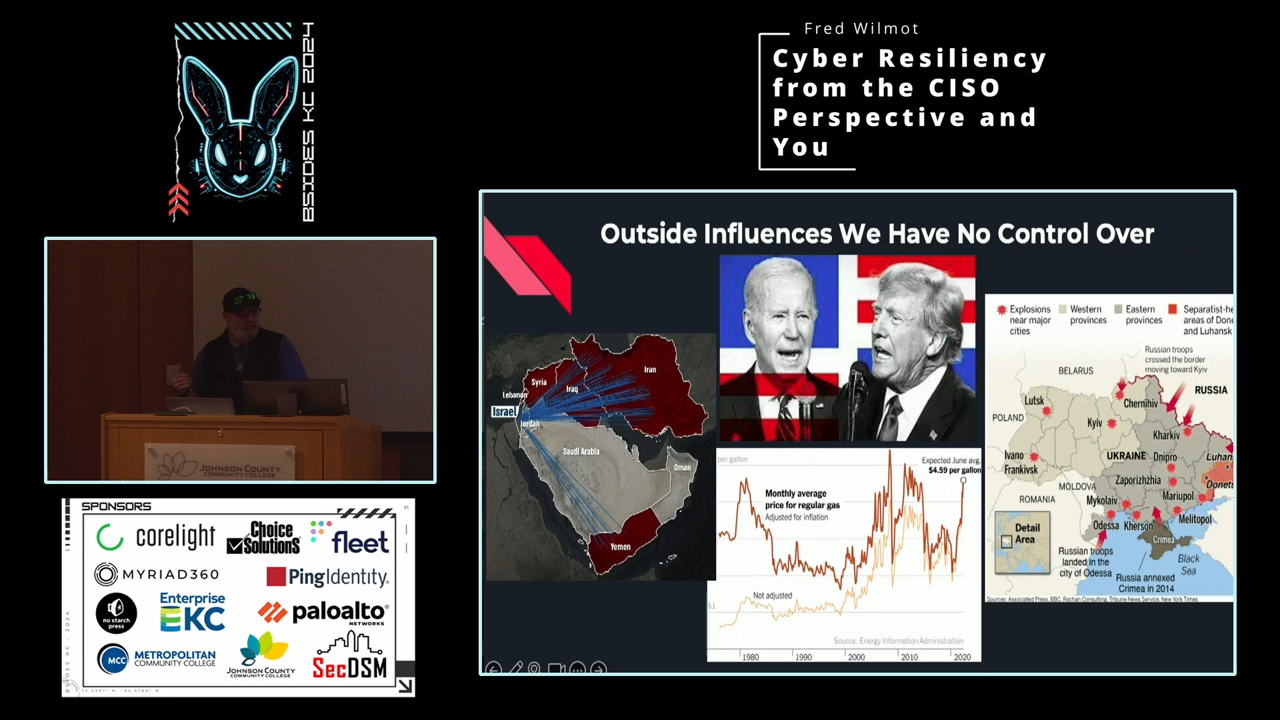 BSIDES KC 2024
Fred Wilmot
Cyber Resiliency
from the CISO
Perspective and
You
JOHNSON COUNTY
COMMUNITY COLLEGE
SPONSORS
corelight
Choice
Solutions
fleet
MYRIAD360
PingIdentity
no starch
press
Enterprise
KC
paloalto
NETWORKS
MCC
METROPOLITAN
COMMUNITY COLLEGE
JOHNSON COUNTY
COMMUNITY COLLEGE
SecDSM
BSIDES KC - 2024
Outside Influences We Have No Control Over
Syria
Iraq
Iran
Lebanon
Israel
Jordan
Saudi Arabia
Oman
Yemen
per gallon
Expected June avg.
$4.59 per gallon
Monthly average
price for regular gas
Adjusted for inflation
Not adjusted
$1
Source: Energy Information Administration
1980
1990
2000
2010
2020
Explosions
near major
cities
Western
provinces
Eastern
provinces
Separatist-he
areas of Done
and Luhansk
Russian troops
crossed the border
moving toward Kyiv
BELARUS
RUSSIA
Lutsk
Chernihiv
POLAND
Kyiv
Kharkiv
Ivano
Frankivsk
UKRAINE
Dnipro
Luhan
Zaporizhzhia
Donets
MOLDOVA
Mariupol
ROMANIA
Mykolaiv
Melitopol
Odessa
Kherson
Detail
Area
Crimea
Russian troops
landed in the
city of Odessa
Black
Sea
Russia annexed
Crimea in 2014
Sources: Associated Press, BBC, Rochan Consulting, Tribune News Service, New York Times